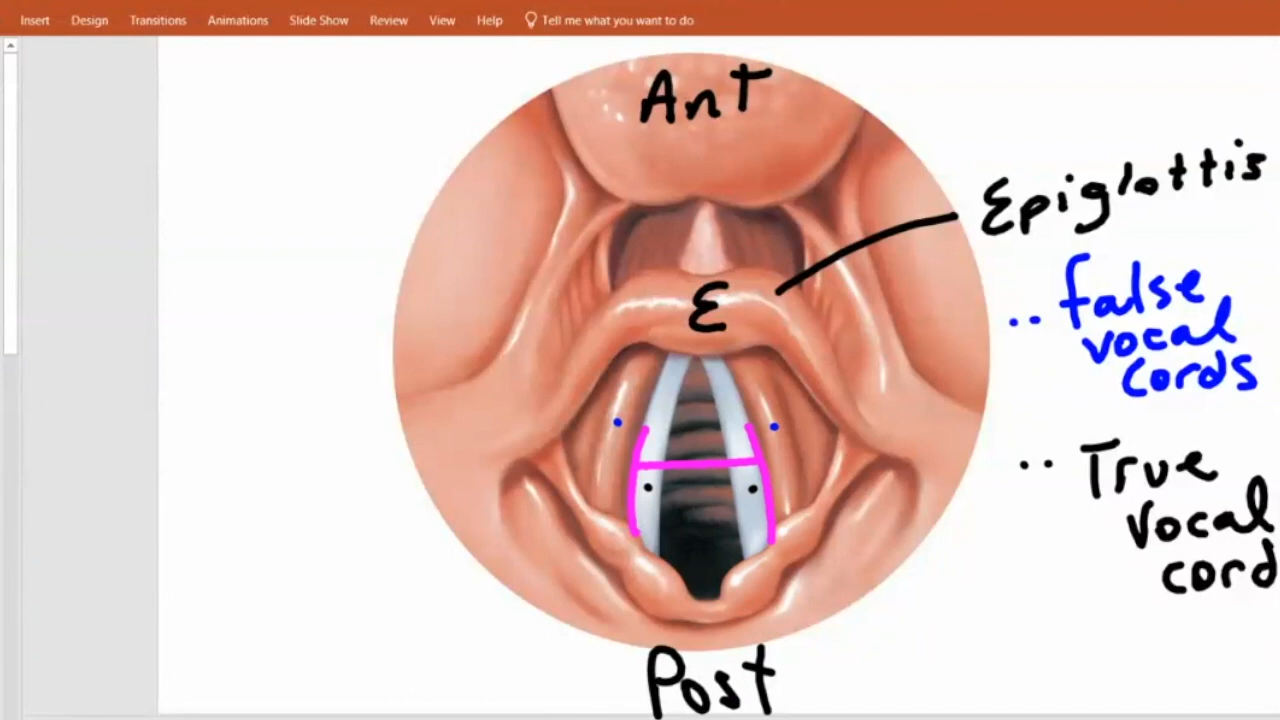 Insert Design Transitions Animations Slide Show Review View Help Tell me what you want to do
Ant
Epiglottis
E
false
vocal
cords
True
vocal
cord
Post